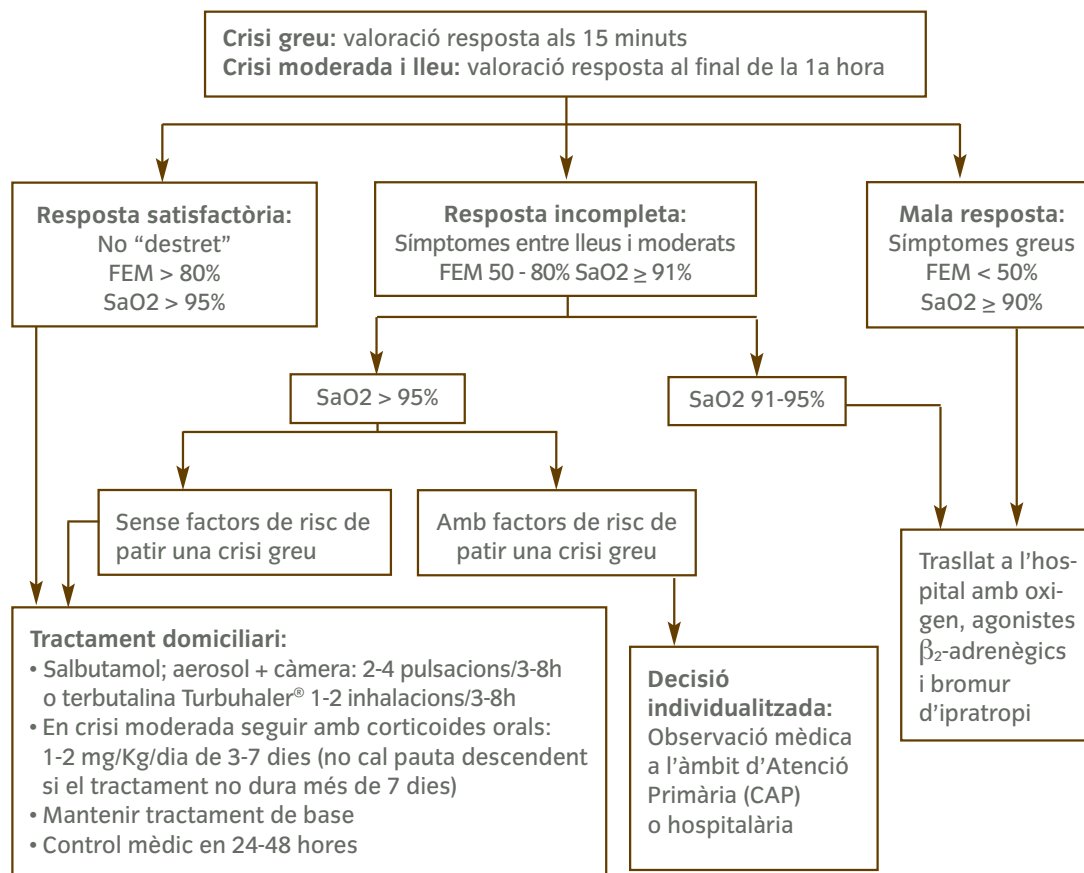 Crisi greu: valoració resposta als 15 minuts
Crisi moderada i lleu: valoració resposta al final de la 1a hora
Resposta satisfactòria:
No “destret”
FEM > 80%
SaO2 > 95%
Resposta incompleta:
Símptomes entre lleus i moderats
FEM 50 - 80% SaO2 ≥ 91%
Mala resposta:
Símptomes greus
FEM < 50%
SaO2 ≥ 90%
SaO2 > 95%
SaO2 91-95%
Sense factors de risc de
patir una crisi greu
Amb factors de risc de
patir una crisi greu
Trasllat a l’hos-
pital amb oxi-
gen, agonistes
β₂-adrenègics
i bromur
d’ipratropi
Tractament domiciliari:
• Salbutamol; aerosol + càmera: 2-4 pulsacions/3-8h
o terbutalina Turbuhaler® 1-2 inhalacions/3-8h
• En crisi moderada seguir amb corticoides orals:
1-2 mg/Kg/dia de 3-7 dies (no cal pauta descendent
si el tractament no dura més de 7 dies)
• Mantenir tractament de base
• Control mèdic en 24-48 hores
Decisió
individualitzada:
Observació mèdica
a l’àmbit d’Atenció
Primària (CAP)
o hospitalària